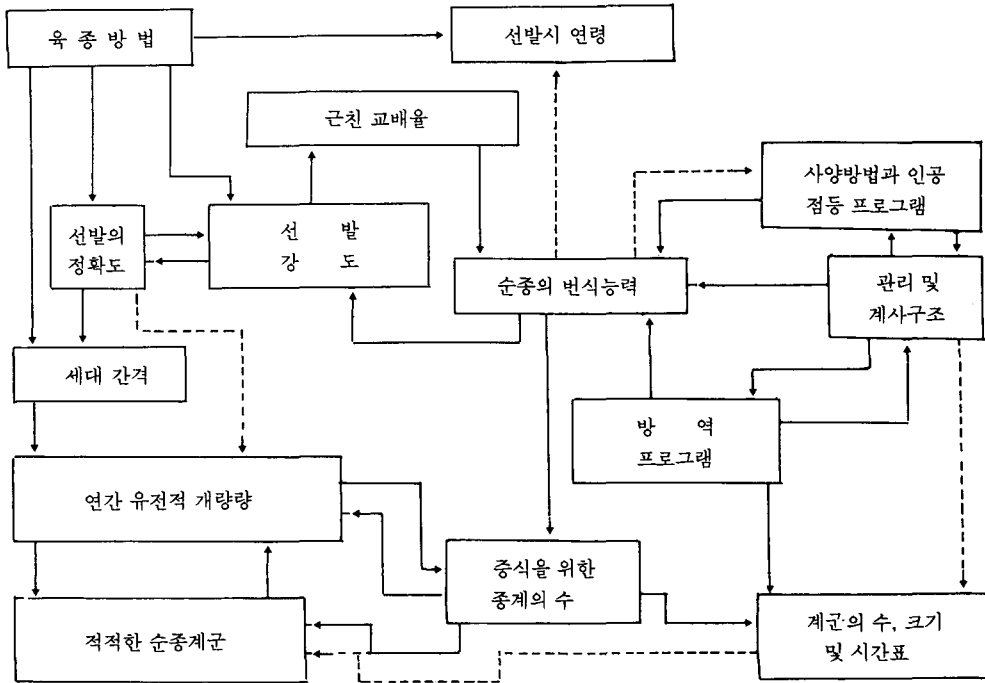 육 종 방 법
선발시 연령
근친 교배율
사양방법과 인공
점등 프로그램
선발의
정확도
선 발
강 도
순종의 번식능력
관리 및
계사구조
세대 간격
방 역
프로그램
연간 유전적 개량량
증식을 위한
종계의 수
적적한 순종계군
계군의 수, 크기
및 시간표